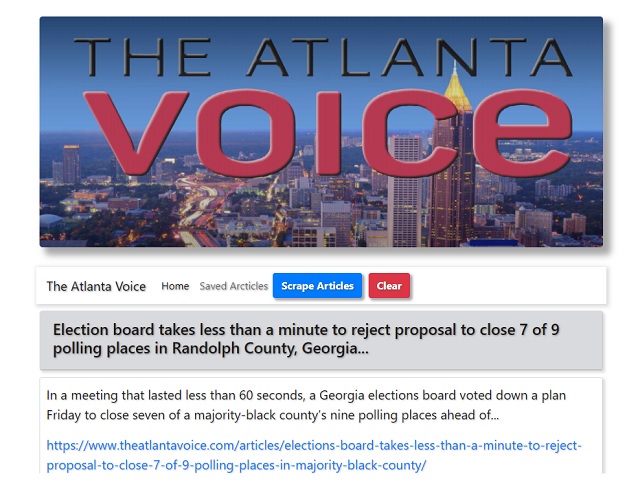 THE ATLANTA
voice
The Atlanta Voice Home Saved Arcticles Scrape Articles Clear
Election board takes less than a minute to reject proposal to close 7 of 9
polling places in Randolph County, Georgia...
In a meeting that lasted less than 60 seconds, a Georgia elections board voted down a plan
Friday to close seven of a majority-black county's nine polling places ahead of...
https://www.theatlantavoice.com/articles/elections-board-takes-less-than-a-minute-to-reject-
proposal-to-close-7-of-9-polling-places-in-majority-black-county/